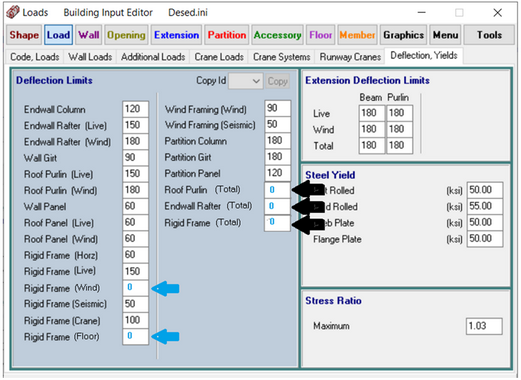 Loads Building Input Editor Desed.ini
Shape Load Wall Opening Extension Partition Accessory Floor Member Graphics Menu Tools
Code, Loads Wall Loads Additional Loads Crane Loads Crane Systems Runway Cranes Deflection, Yields
Deflection Limits
Copy Id Copy
Endwall Column 120
Endwall Rafter (Live) 150
Endwall Rafter (Wind) 180
Wall Girt 90
Roof Purlin (Live) 150
Roof Purlin (Wind) 180
Wall Panel 60
Roof Panel (Live) 60
Roof Panel (Wind) 60
Rigid Frame (Horz) 60
Rigid Frame (Live) 150
Rigid Frame (Wind) 0
Rigid Frame (Seismic) 50
Rigid Frame (Crane) 100
Rigid Frame (Floor) 0
Wind Framing (Wind) 90
Wind Framing (Seismic) 50
Partition Column 180
Partition Girt 180
Partition Panel 120
Roof Purlin (Total) 0
Endwall Rafter (Total) 0
Rigid Frame (Total) 0
Extension Deflection Limits
Beam Purlin
Live 180 180
Wind 180 180
Total 180 180
Steel Yield
Rolled (ksi) 50.00
Rolled (ksi) 55.00
Plate (ksi) 50.00
Flange Plate (ksi) 50.00
Stress Ratio
Maximum 1.03